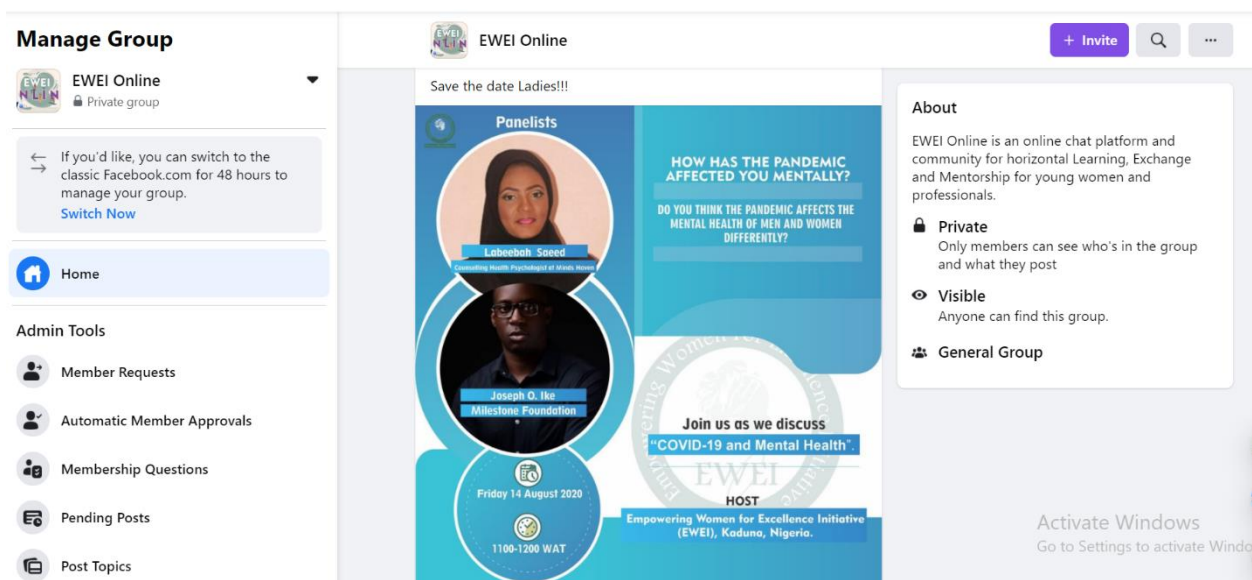 Manage Group
EWEI Online
Private group
If you'd like, you can switch to the
classic Facebook.com for 48 hours to
manage your group.
Switch Now
Home
Admin Tools
Member Requests
Automatic Member Approvals
Membership Questions
Pending Posts
Post Topics
EWEI Online
+ Invite
Save the date Ladies!!!
Panelists
Labeebah Saeed
Counselling Health Psychologist of Minds Haven
Joseph O. Ike
Milestone Foundation
Friday 14 August 2020
1100-1200 WAT
HOW HAS THE PANDEMIC
AFFECTED YOU MENTALLY?
DO YOU THINK THE PANDEMIC AFFECTS THE
MENTAL HEALTH OF MEN AND WOMEN
DIFFERENTLY?
Join us as we discuss
"COVID-19 and Mental Health".
EWEI
HOST
Empowering Women for Excellence Initiative
(EWEI), Kaduna, Nigeria.
About
EWEI Online is an online chat platform and
community for horizontal Learning, Exchange
and Mentorship for young women and
professionals.
Private
Only members can see who's in the group
and what they post
Visible
Anyone can find this group.
General Group
Activate Windows
Go to Settings to activate Windo